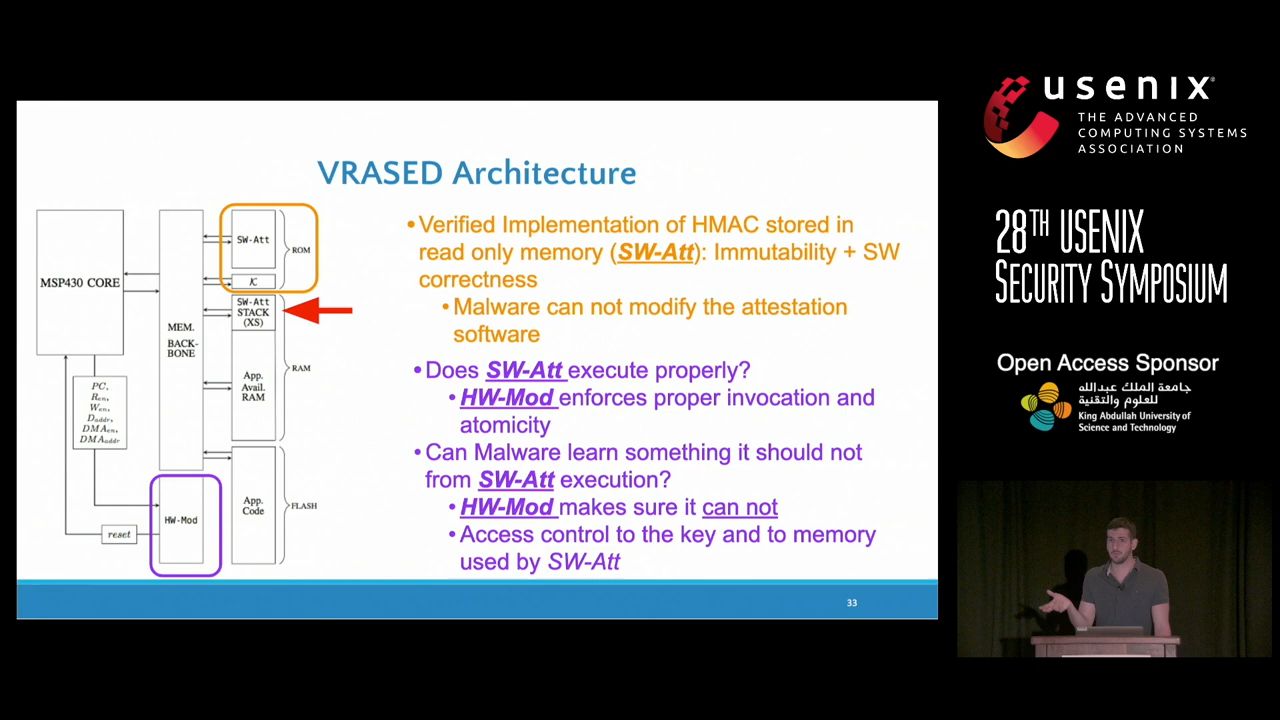 VRASED Architecture
MSP430 CORE
MEM.
BACK-
BONE
SW-Att
K
ROM
SW-Att
STACK
(XS)
App.
Avail.
RAM
RAM
App.
Code
FLASH
PC,
Ren,
Wen,
Daddr,
DMAen,
DMAaddr
HW-Mod
reset
•Verified Implementation of HMAC stored in
read only memory (SW-Att): Immutability + SW
correctness
•Malware can not modify the attestation
software
•Does SW-Att execute properly?
•HW-Mod enforces proper invocation and
atomicity
•Can Malware learn something it should not
from SW-Att execution?
•HW-Mod makes sure it can not
•Access control to the key and to memory
used by SW-Att
33
usenix
THE ADVANCED
COMPUTING SYSTEMS
ASSOCIATION
28TH USENIX
SECURITY SYMPOSIUM
Open Access Sponsor
جامعة الملك عبدالله
للعلوم والتقنية
King Abdullah University of
Science and Technology